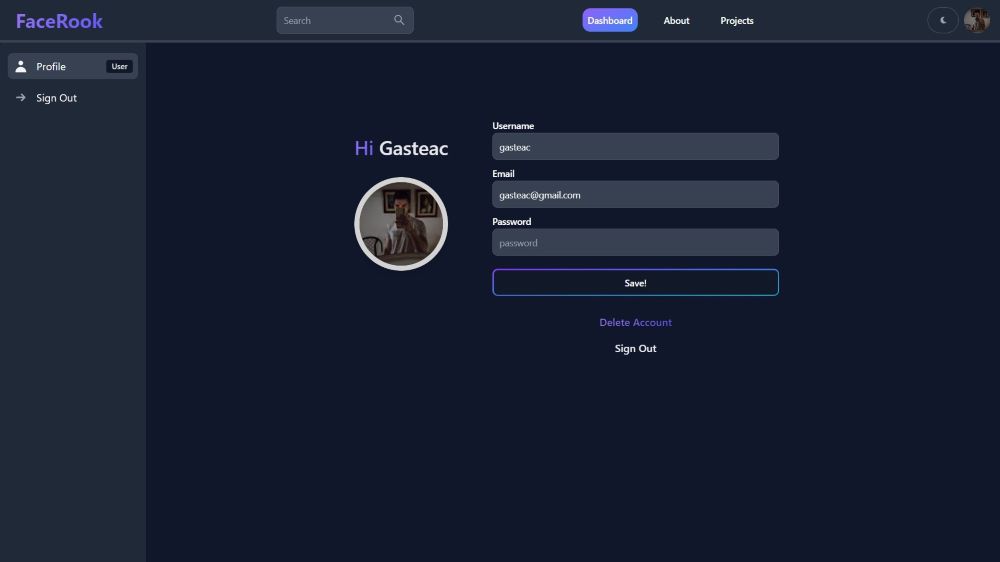 FaceRook
Search
Dashboard
About
Projects
Profile
User
Sign Out
Hi Gasteac
Username
gasteac
Email
gasteac@gmail.com
Password
password
Save!
Delete Account
Sign Out